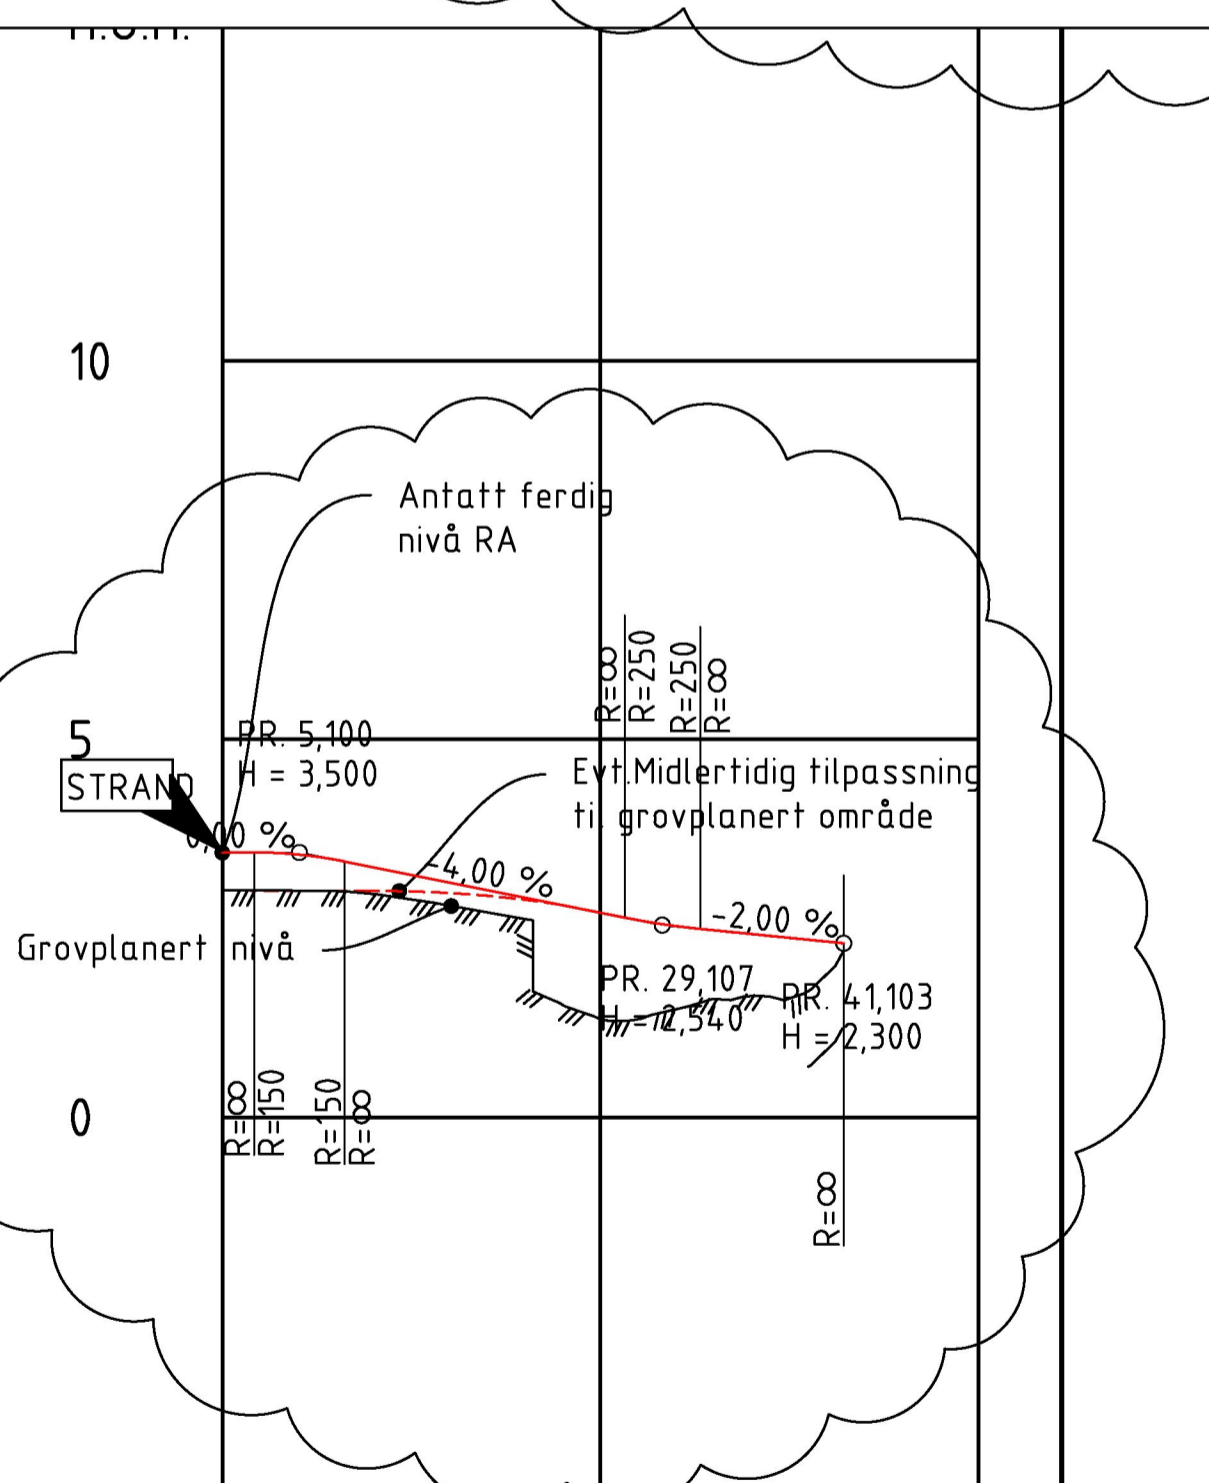 10
Antatt ferdig
nivå RA
R=∞
R=250
R=250
R=∞
5
PR. 5,100
H = 3,500
STRAND
Evt.Midlertidig tilpassning
til grovplanert område
-4,00 %
-2,00 %
Grovplanert nivå
PR. 29,107
H = 2,540
PR. 41,103
H = 2,300
0
R=∞
R=150
R=150
R=∞
R=∞